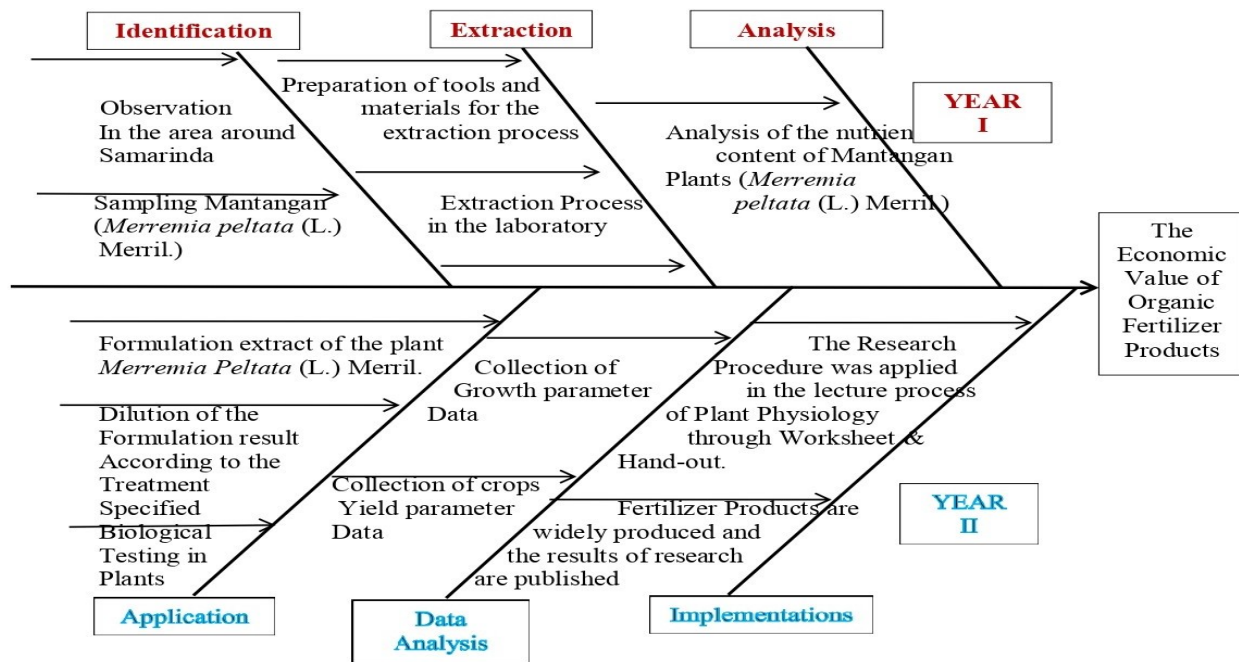 Identification
Extraction
Analysis
YEAR
I
Observation
In the area around
Samarinda
Sampling Mantangan
(Merremia peltata (L.)
Merril.)
Preparation of tools and
materials for the
extraction process
Extraction Process
in the laboratory
Analysis of the nutrien
content of Mantangan
Plants (Merremia
peltata (L.) Merril.)
The
Economic
Value of
Organic
Fertilizer
Products
Formulation extract of the plant
Merremia Peltata (L.) Merril.
Dilution of the
Formulation result
According to the
Treatment
Specified
Biological
Testing in
Plants
Collection of
Growth parameter
Data
Collection of crops
Yield parameter
Data
The Research
Procedure was applied
in the lecture process
of Plant Physiology
through Worksheet &
Hand-out.
Fertilizer Products are
widely produced and
the results of research
are published
YEAR
II
Application
Data
Analysis
Implementations